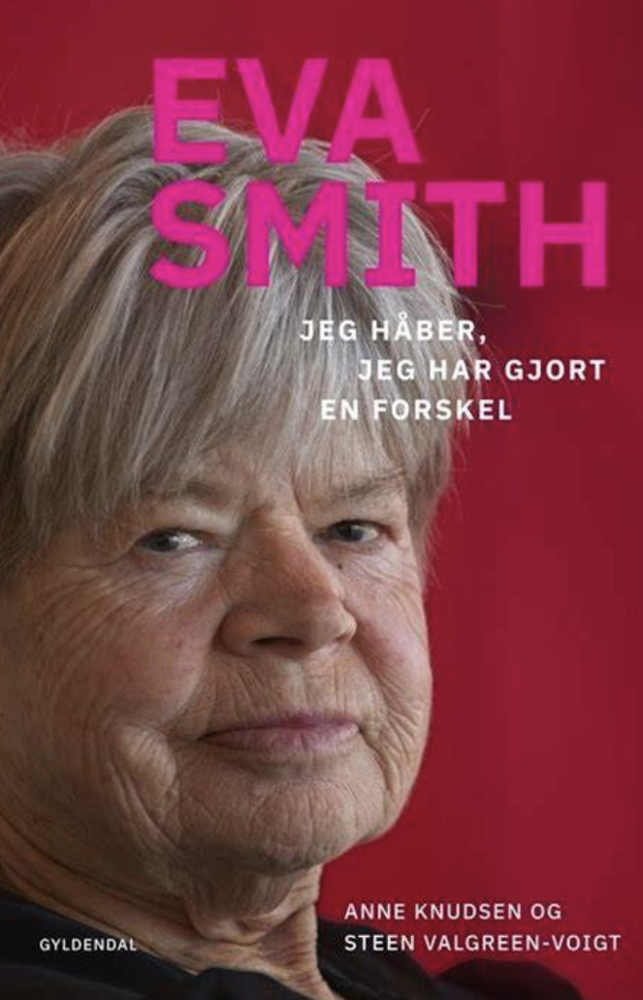 EVA
SMITH
JEG HÅBER,
JEG HAR GJORT
EN FORSKEL
ANNE KNUDSEN OG
STEEN VALGREEN-VOIGT
GYLDENDAL